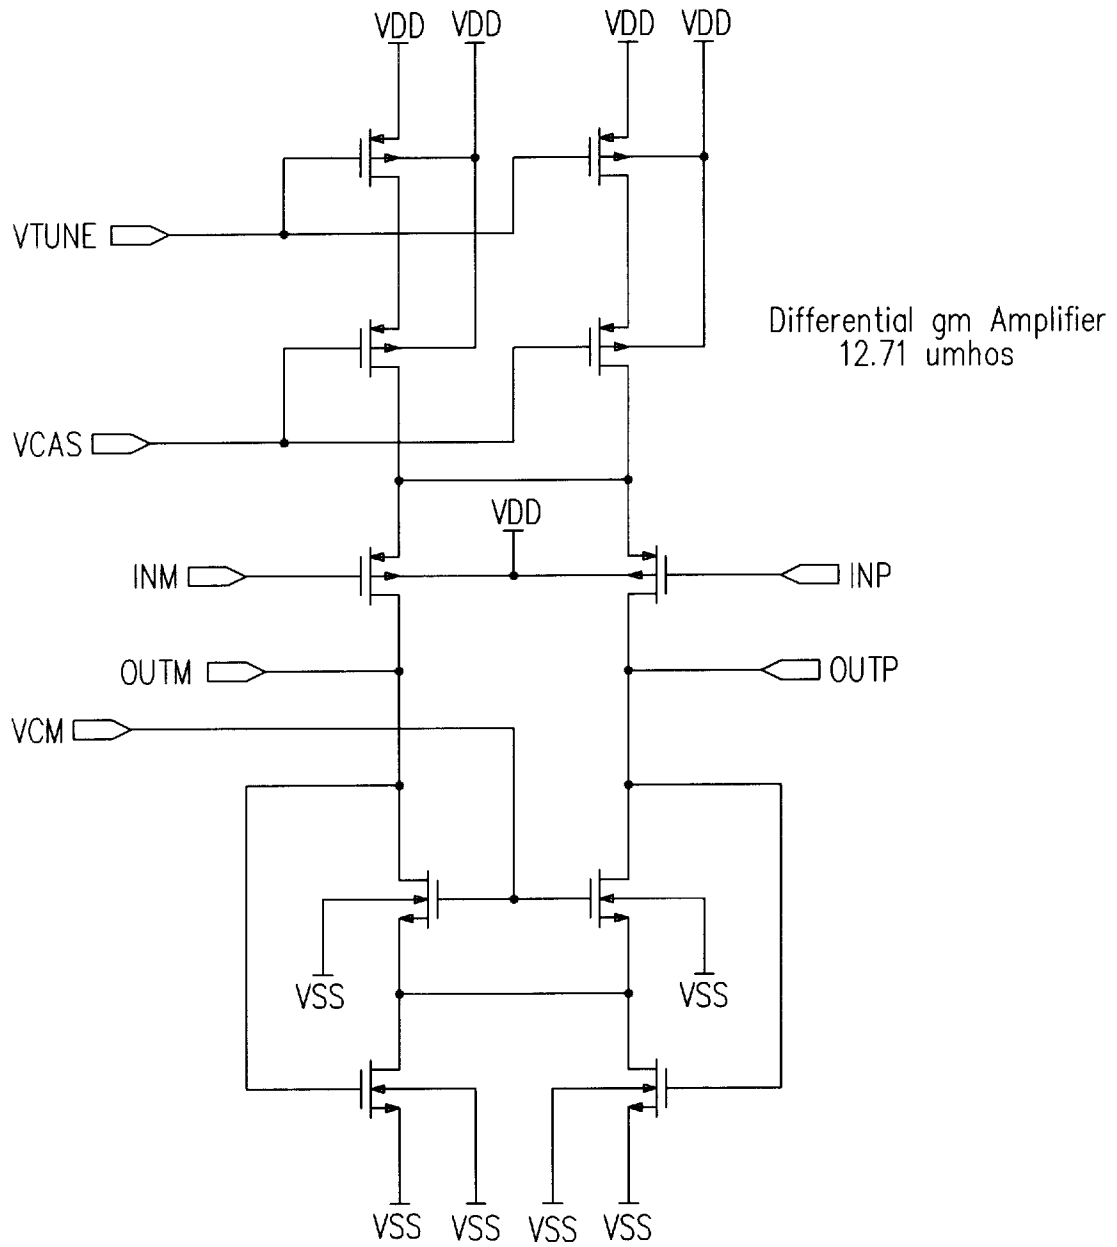 VDD VDD VDD VDD
VTUNE
Differential gm Amplifier
12.71 umhos
VCAS
VDD
INM
INP
OUTM
OUTP
VCM
VSS
VSS
VSS VSS VSS VSS